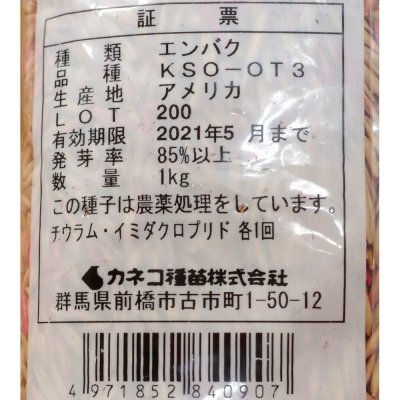 証 票
種 類 エンバク
品 種 KSO-OT3
生 産 地 アメリカ
LOT 200
有効期限 2021年5 月まで
発 芽 率 85%以上
数 量 1kg
この種子は農薬処理をしています。
チウラム・イミダクロプリド 各1回
カネコ種苗株式会社
群馬県前橋市古市町1-50-12
4 971852 840907